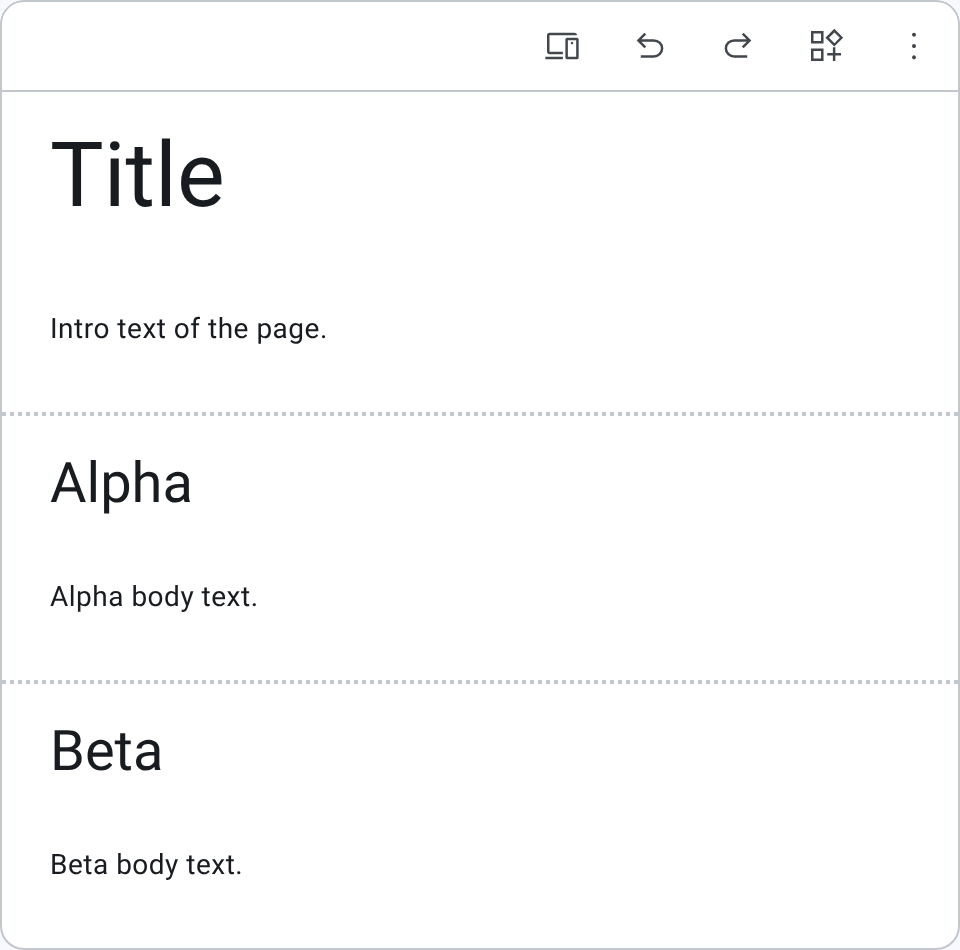 Title
Intro text of the page.
Alpha
Alpha body text.
Beta
Beta body text.